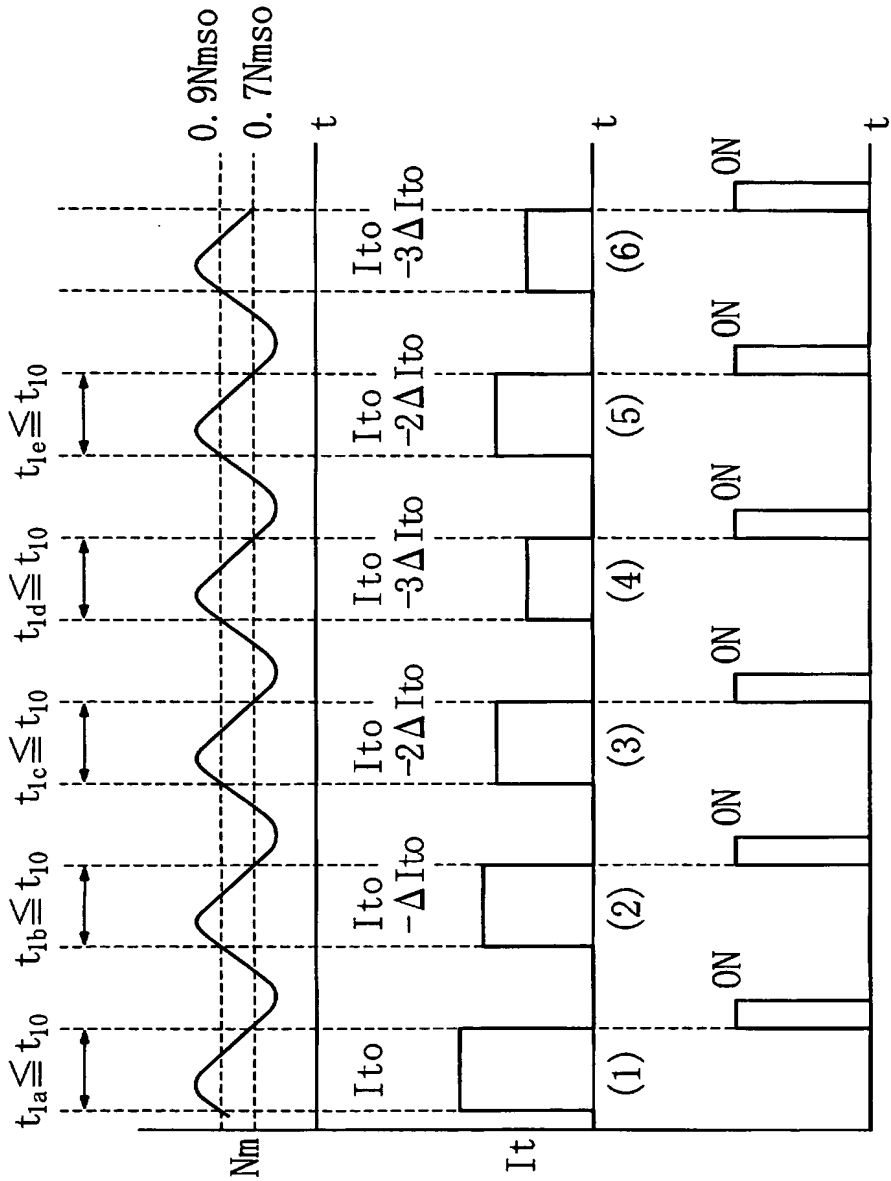 t1a≦t10
t1b≦t10
t1c≦t10
t1d≦t10
t1e≦t10
Nm
0.9Nmso
0.7Nmso
t
It
Ito
Ito
-ΔIto
Ito
-2ΔIto
Ito
-3ΔIto
Ito
-2ΔIto
Ito
-3ΔIto
t
(1)
(2)
(3)
(4)
(5)
(6)
ON
ON
ON
ON
ON
ON
t